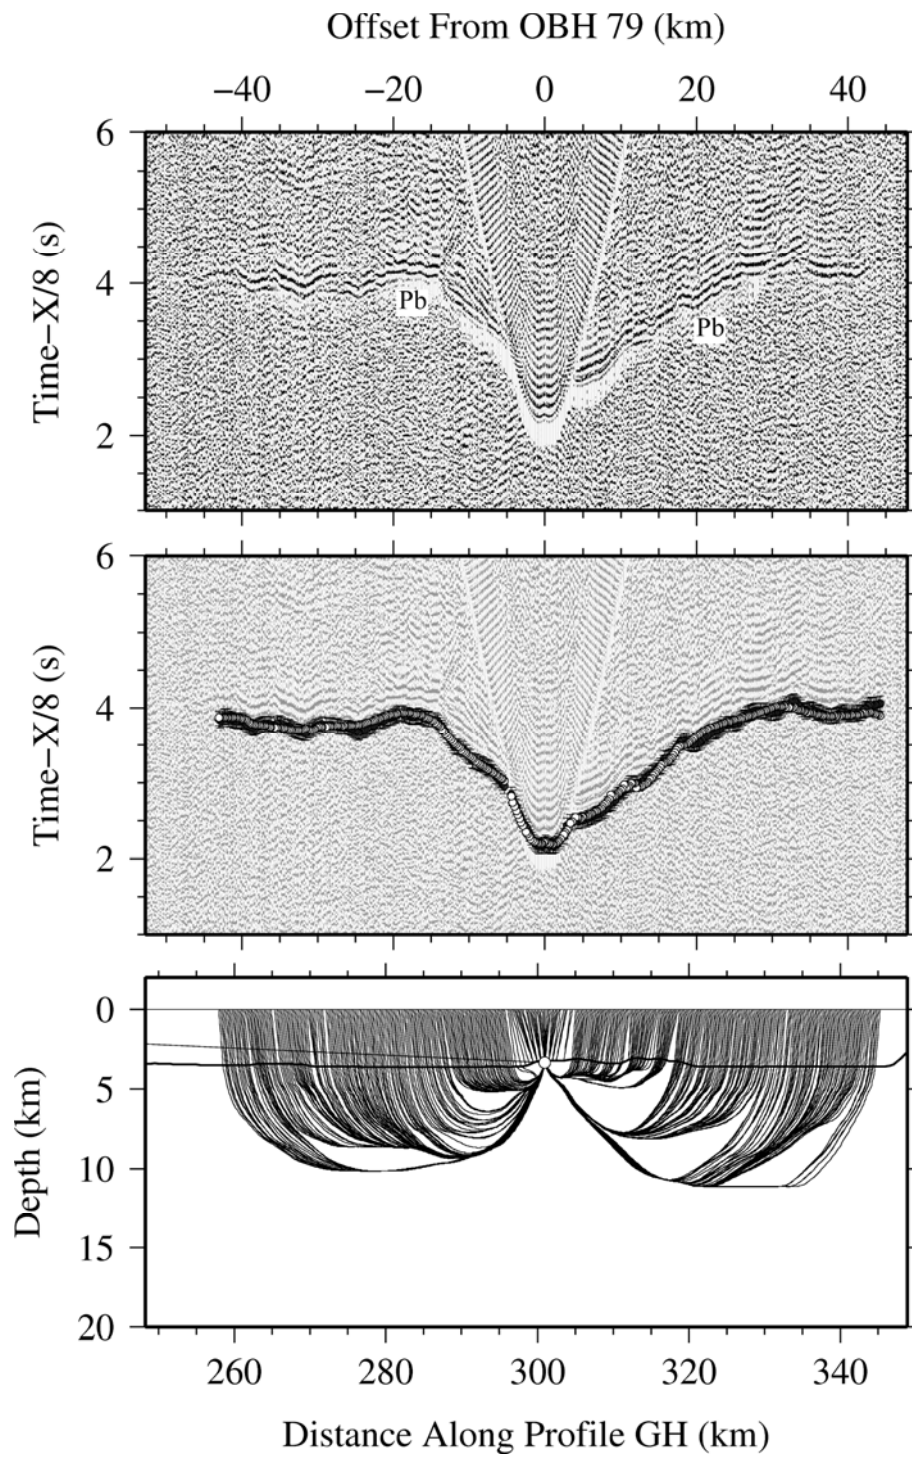 Offset From OBH 79 (km)
−40 −20 0 20 40
6
4
2
Time−X/8 (s)
Pb
Pb
6
4
2
Time−X/8 (s)
0
5
10
15
20
Depth (km)
260 280 300 320 340
Distance Along Profile GH (km)